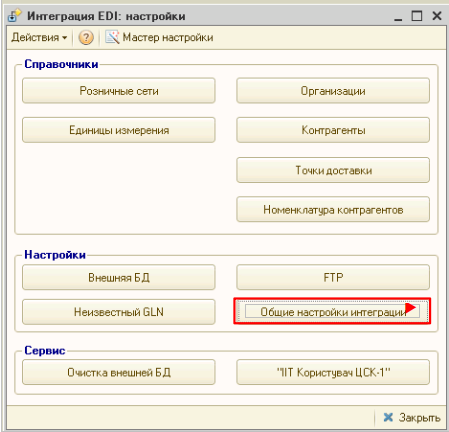 Интеграция EDI: настройки
Действия Мастер настройки
Справочники
Розничные сети Организации
Единицы измерения Контрагенты
Точки доставки
Номенклатура контрагентов
Настройки
Внешняя БД FTP
Неизвестный GLN Общие настройки интеграции
Сервис
Очистка внешней БД "ІІТ Користувач ЦСК-1"
Закрыть